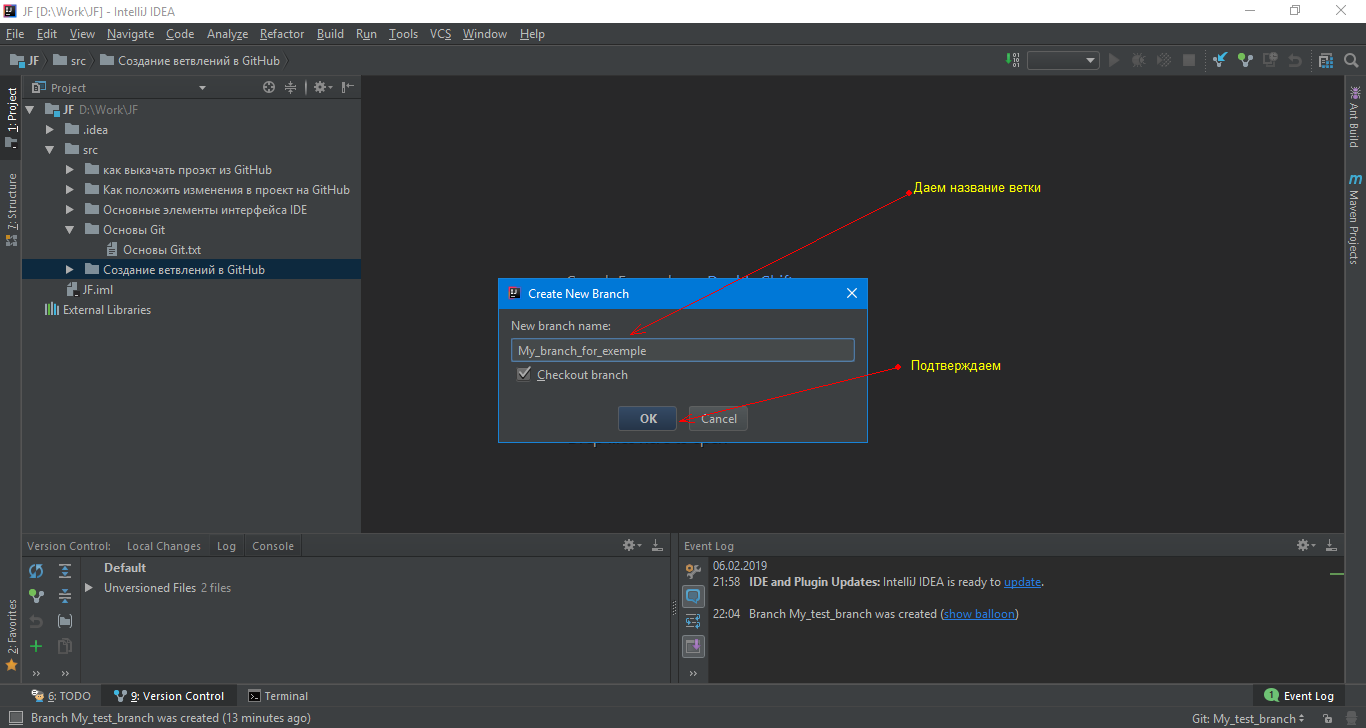 JF [D:\Work\JF] - IntelliJ IDEA
File Edit View Navigate Code Analyze Refactor Build Run Tools VCS Window Help
JF src Создание ветвлений в GitHub
1: Project
7: Structure
2: Favorites
Project
JF D:\Work\JF
.idea
src
как выкачать проэкт из GitHub
Как положить изменения в проект на GitHub
Основные элементы интерфейса IDE
Основы Git
Основы Git.txt
Создание ветвлений в GitHub
JF.iml
External Libraries
Даем название ветки
Create New Branch
New branch name:
My_branch_for_exemple
Checkout branch
Подтверждаем
OK Cancel
Ant Build
Maven Projects
Version Control: Local Changes Log Console
Default
Unversioned Files 2 files
Event Log
06.02.2019
21:58 IDE and Plugin Updates: IntelliJ IDEA is ready to update.
22:04 Branch My_test_branch was created (show balloon)
6: TODO 9: Version Control Terminal 1 Event Log
Branch My_test_branch was created (13 minutes ago) Git: My_test_branch